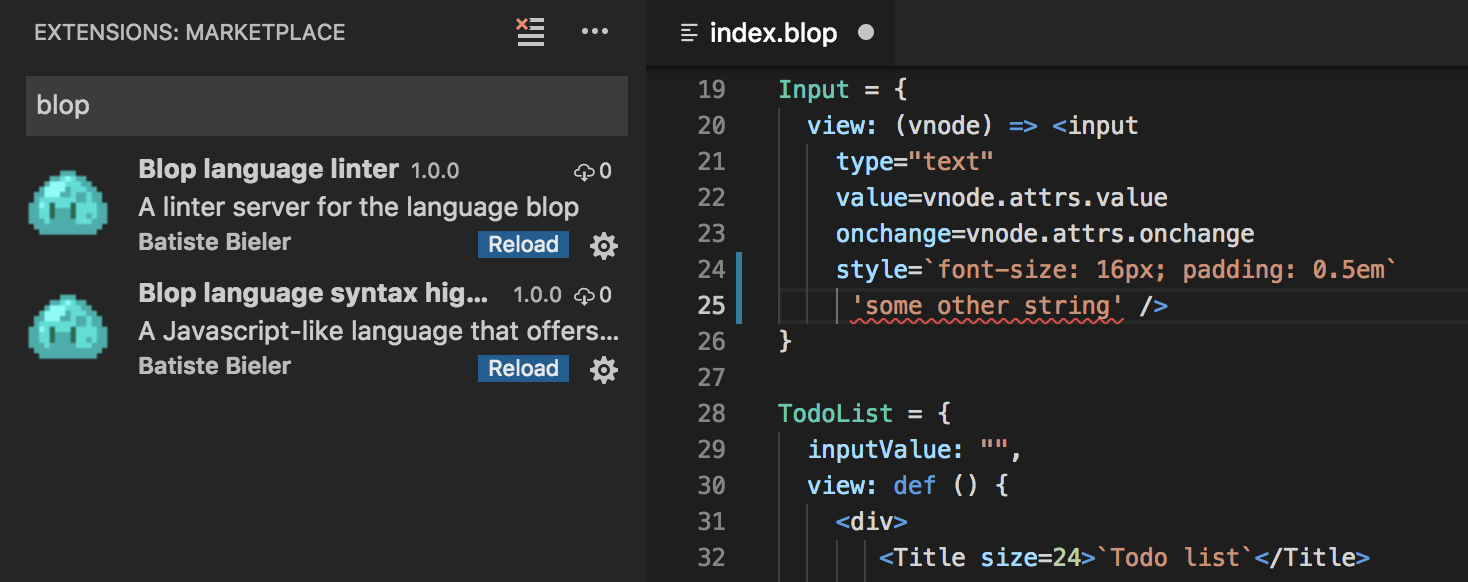 EXTENSIONS: MARKETPLACE
blop
Blop language linter 1.0.0 0
A linter server for the language blop
Batiste Bieler Reload
Blop language syntax hig... 1.0.0 0
A Javascript-like language that offers...
Batiste Bieler Reload
index.blop
19 Input = {
20 view: (vnode) => <input
21 type="text"
22 value=vnode.attrs.value
23 onchange=vnode.attrs.onchange
24 style=`font-size: 16px; padding: 0.5em`
25 'some other string' />
26 }
27
28 TodoList = {
29 inputValue: "",
30 view: def () {
31 <div>
32 <Title size=24>`Todo list`</Title>